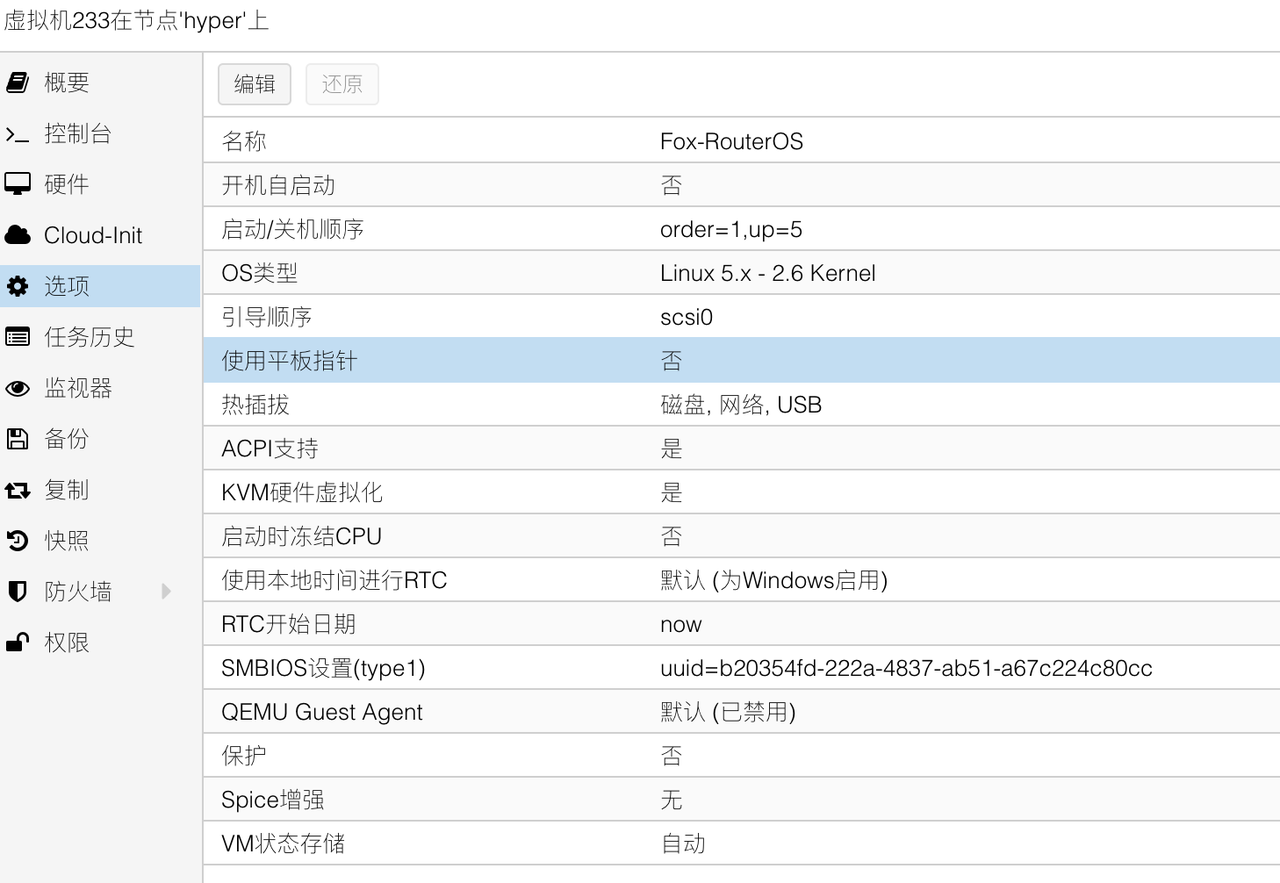 虚拟机233在节点'hyper'上
概要
控制台
硬件
Cloud-Init
选项
任务历史
监视器
备份
复制
快照
防火墙
权限
编辑 还原
名称 Fox-RouterOS
开机自启动 否
启动/关机顺序 order=1,up=5
OS类型 Linux 5.x - 2.6 Kernel
引导顺序 scsi0
使用平板指针 否
热插拔 磁盘, 网络, USB
ACPI支持 是
KVM硬件虚拟化 是
启动时冻结CPU 否
使用本地时间进行RTC 默认 (为Windows启用)
RTC开始日期 now
SMBIOS设置(type1) uuid=b20354fd-222a-4837-ab51-a67c224c80cc
QEMU Guest Agent 默认 (已禁用)
保护 否
Spice增强 无
VM状态存储 自动